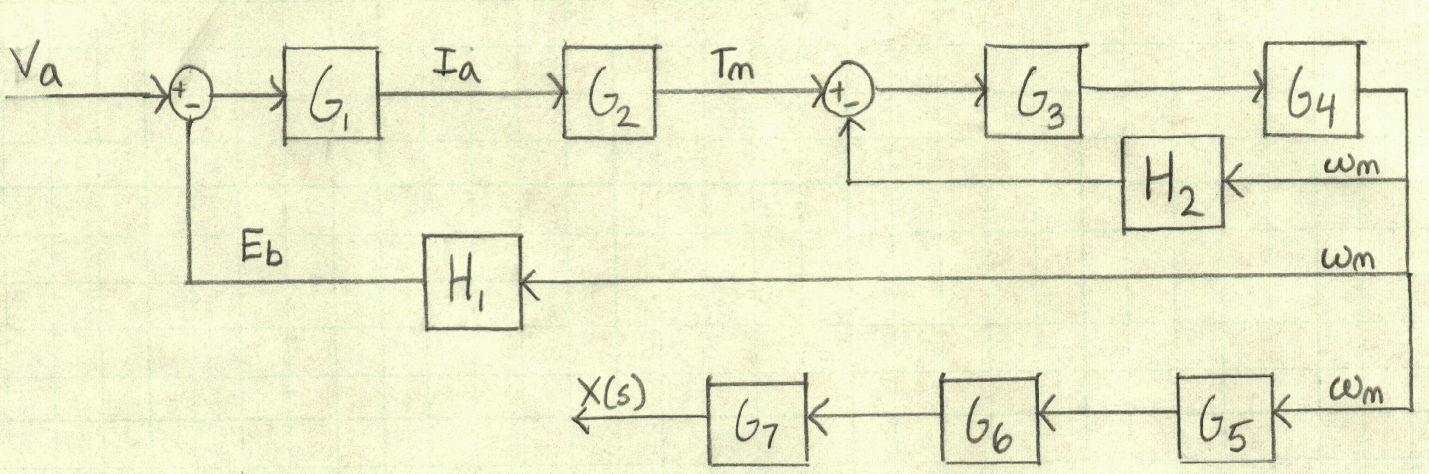 Va + - G1 Ia G2 Tm + - G3 G4
H2 ωm
Eb H1 ωm
X(s) G7 G6 G5 ωm